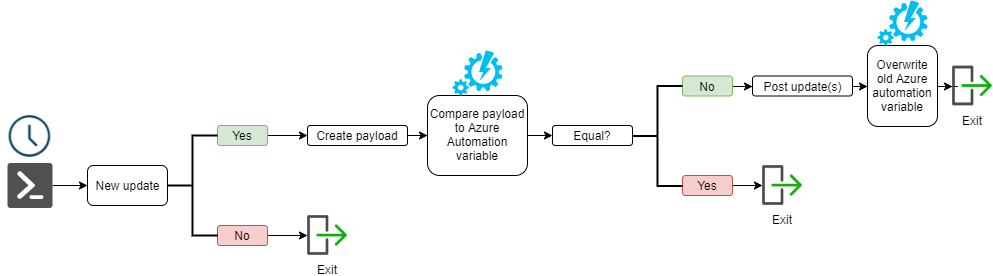 New update
Yes
No
Exit
Create payload
Compare payload
to Azure
Automation
variable
Equal?
No
Yes
Exit
Post update(s)
Overwrite
old Azure
automation
variable
Exit